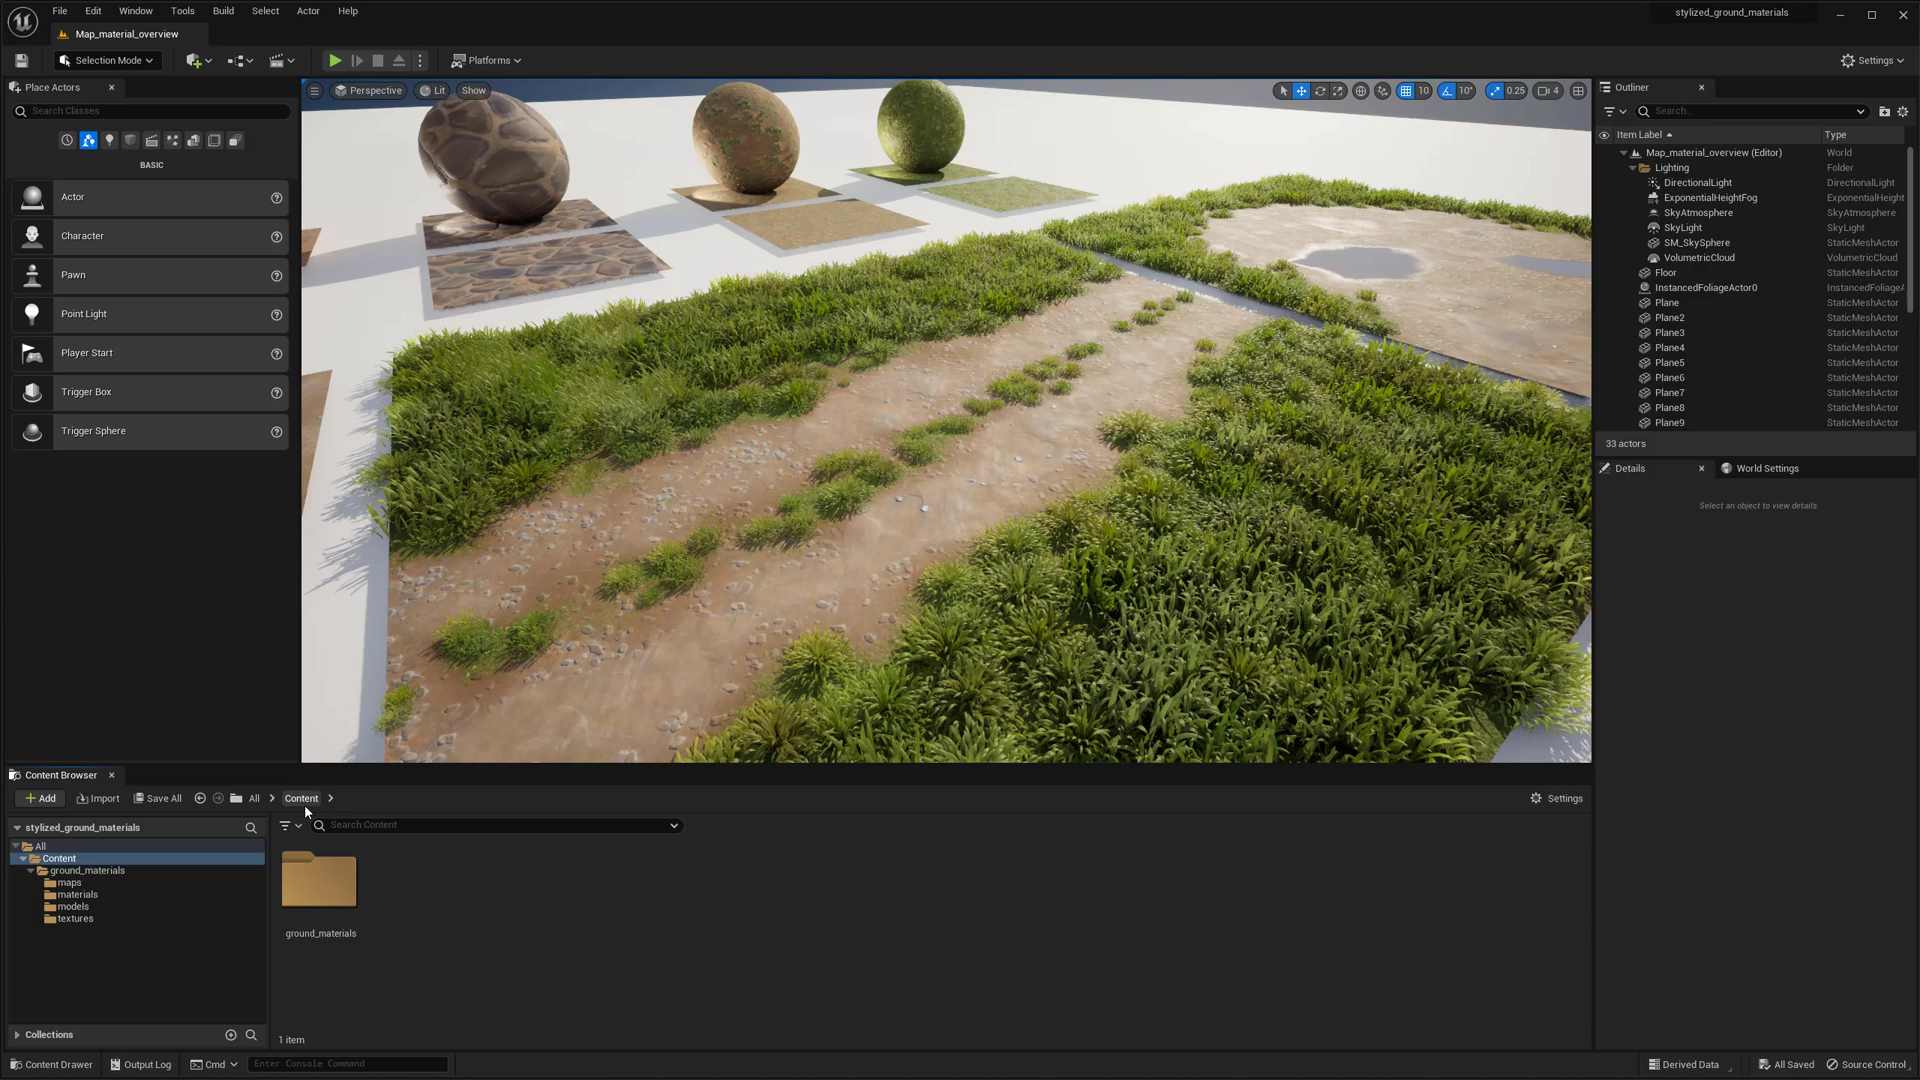 File Edit Window Tools Build Select Actor Help
stylized_ground_materials
Map_material_overview
Selection Mode
Platforms
Settings
Place Actors
Search Classes
BASIC
Actor
Character
Pawn
Point Light
Player Start
Trigger Box
Trigger Sphere
Perspective Lit Show
10 10° 0.25 4
Outliner
Search...
Item Label Type
Map_material_overview (Editor) World
Lighting Folder
DirectionalLight DirectionalLight
ExponentialHeightFog ExponentialHeight
SkyAtmosphere SkyAtmosphere
SkyLight SkyLight
SM_SkySphere StaticMeshActor
VolumetricCloud VolumetricCloud
Floor StaticMeshActor
InstancedFoliageActor0 InstancedFoliageA
Plane StaticMeshActor
Plane2 StaticMeshActor
Plane3 StaticMeshActor
Plane4 StaticMeshActor
Plane5 StaticMeshActor
Plane6 StaticMeshActor
Plane7 StaticMeshActor
Plane8 StaticMeshActor
Plane9 StaticMeshActor
33 actors
Details World Settings
Select an object to view details
Content Browser
Add Import Save All All Content Settings
stylized_ground_materials
Search Content
All
Content
ground_materials
maps
materials
models
textures
ground_materials
Collections
1 item
Content Drawer Output Log Cmd Enter Console Command Derived Data All Saved Source Control